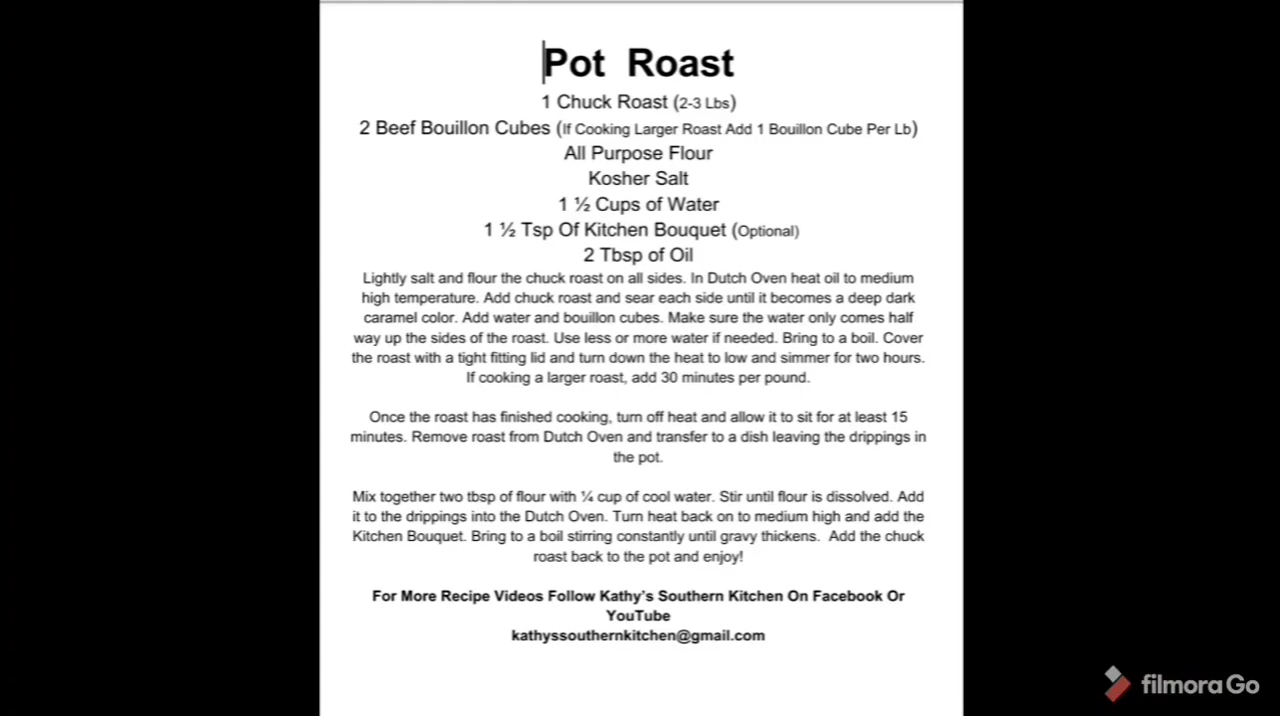 Pot Roast
1 Chuck Roast (2-3 Lbs)
2 Beef Bouillon Cubes (If Cooking Larger Roast Add 1 Bouillon Cube Per Lb)
All Purpose Flour
Kosher Salt
1 ½ Cups of Water
1 ½ Tsp Of Kitchen Bouquet (Optional)
2 Tbsp of Oil
Lightly salt and flour the chuck roast on all sides. In Dutch Oven heat oil to medium
high temperature. Add chuck roast and sear each side until it becomes a deep dark
caramel color. Add water and bouillon cubes. Make sure the water only comes half
way up the sides of the roast. Use less or more water if needed. Bring to a boil. Cover
the roast with a tight fitting lid and turn down the heat to low and simmer for two hours.
If cooking a larger roast, add 30 minutes per pound.
Once the roast has finished cooking, turn off heat and allow it to sit for at least 15
minutes. Remove roast from Dutch Oven and transfer to a dish leaving the drippings in
the pot.
Mix together two tbsp of flour with ¼ cup of cool water. Stir until flour is dissolved. Add
it to the drippings into the Dutch Oven. Turn heat back on to medium high and add the
Kitchen Bouquet. Bring to a boil stirring constantly until gravy thickens. Add the chuck
roast back to the pot and enjoy!
For More Recipe Videos Follow Kathy's Southern Kitchen On Facebook Or
YouTube
kathyssouthernkitchen@gmail.com
filmoraGo